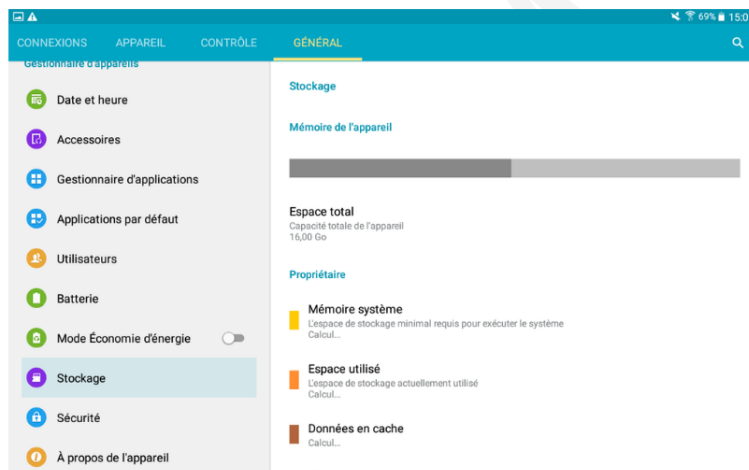 69% 15:0
CONNEXIONS APPAREIL CONTRÔLE GÉNÉRAL
Gestionnaire d'appareils
Date et heure
Accessoires
Gestionnaire d'applications
Applications par défaut
Utilisateurs
Batterie
Mode Économie d'énergie
Stockage
Sécurité
À propos de l'appareil
Stockage
Mémoire de l'appareil
Espace total
Capacité totale de l'appareil
16,00 Go
Propriétaire
Mémoire système
L'espace de stockage minimal requis pour exécuter le système
Calcul...
Espace utilisé
L'espace de stockage actuellement utilisé
Calcul...
Données en cache
Calcul...